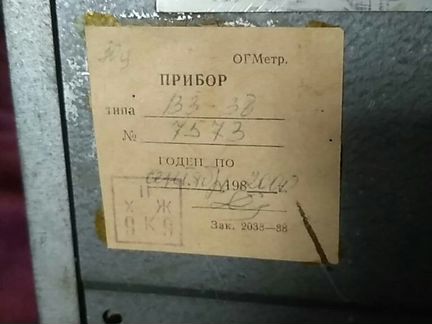 ОГМетр.
ПРИБОР
типа В3-38
№ 7573
ГОДЕН ПО
198
Зак. 2038—88